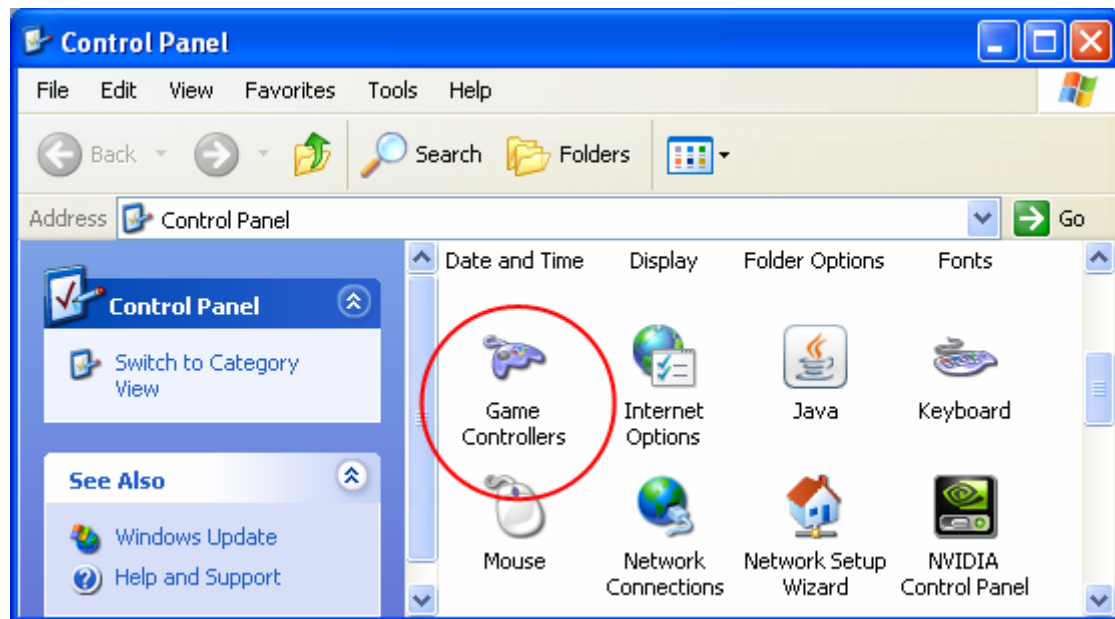 Control Panel
File Edit View Favorites Tools Help
Back Search Folders
Address Control Panel Go
Control Panel
Switch to Category
View
See Also
Windows Update
Help and Support
Date and Time Display Folder Options Fonts
Game Internet Java Keyboard
Controllers Options
Mouse Network Network Setup NVIDIA
Connections Wizard Control Panel